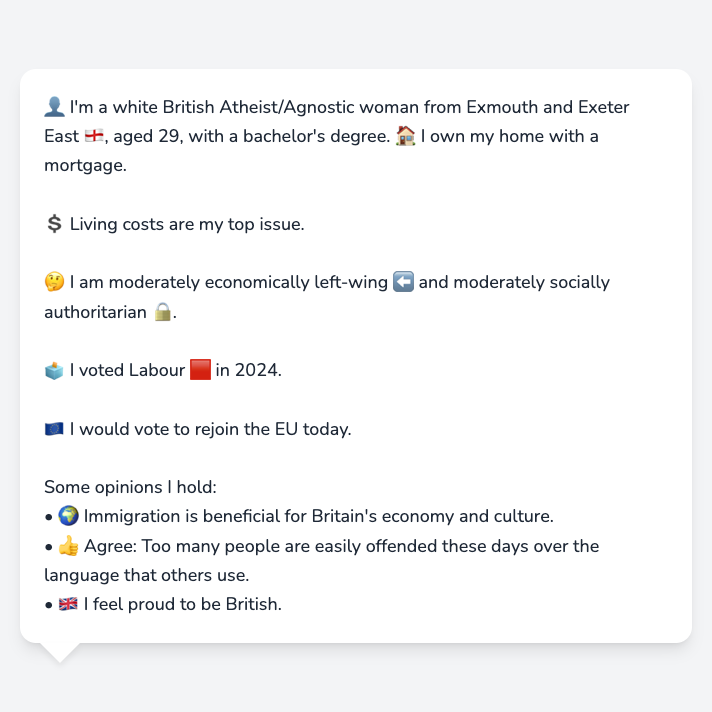 👤 I'm a white British Atheist/Agnostic woman from Exmouth and Exeter
East 🏴󠁧󠁢󠁥󠁮󠁧󠁿, aged 29, with a bachelor's degree. 🏠 I own my home with a
mortgage.
💲 Living costs are my top issue.
🤔 I am moderately economically left-wing ⬅️ and moderately socially
authoritarian 🔒.
🗳️ I voted Labour 🟥 in 2024.
🇪🇺 I would vote to rejoin the EU today.
Some opinions I hold:
• 🌍 Immigration is beneficial for Britain's economy and culture.
• 👍 Agree: Too many people are easily offended these days over the
language that others use.
• 🇬🇧 I feel proud to be British.